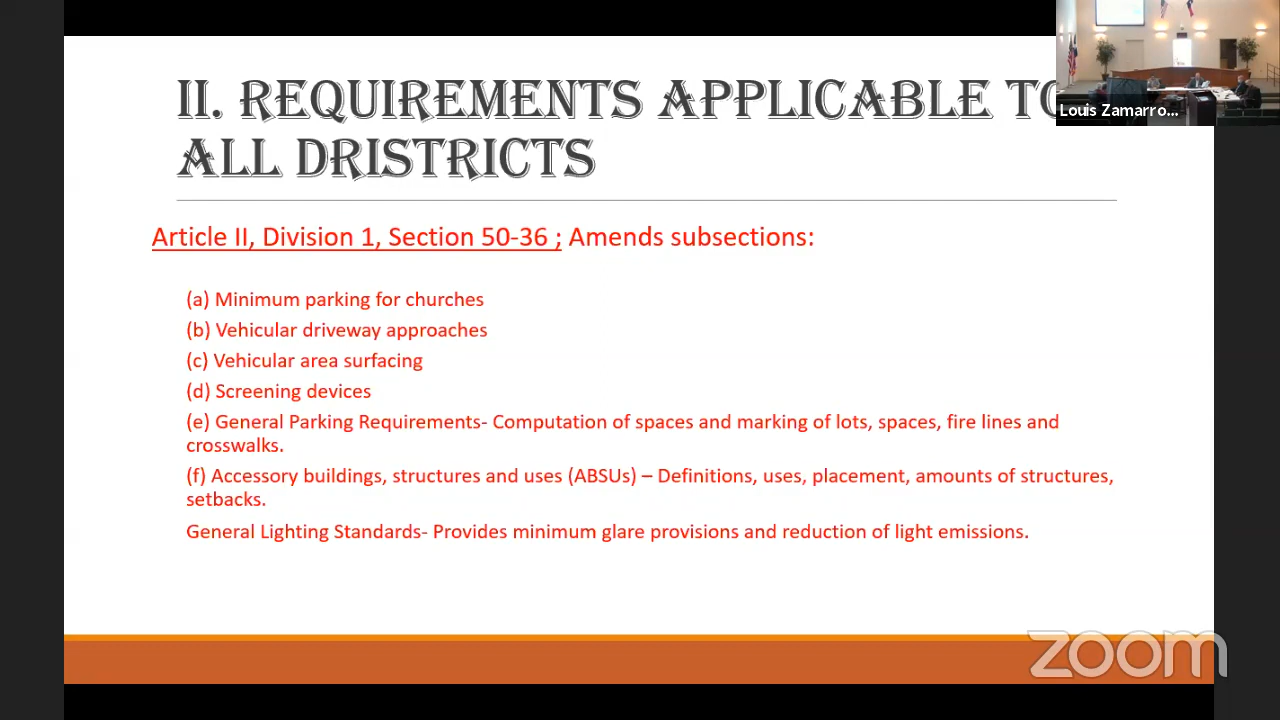 II. REQUIREMENTS APPLICABLE TO
ALL DRISTRICTS
Louis Zamarro...
Article II, Division 1, Section 50-36 ; Amends subsections:
(a) Minimum parking for churches
(b) Vehicular driveway approaches
(c) Vehicular area surfacing
(d) Screening devices
(e) General Parking Requirements- Computation of spaces and marking of lots, spaces, fire lines and
crosswalks.
(f) Accessory buildings, structures and uses (ABSUs) – Definitions, uses, placement, amounts of structures,
setbacks.
General Lighting Standards- Provides minimum glare provisions and reduction of light emissions.
zoom